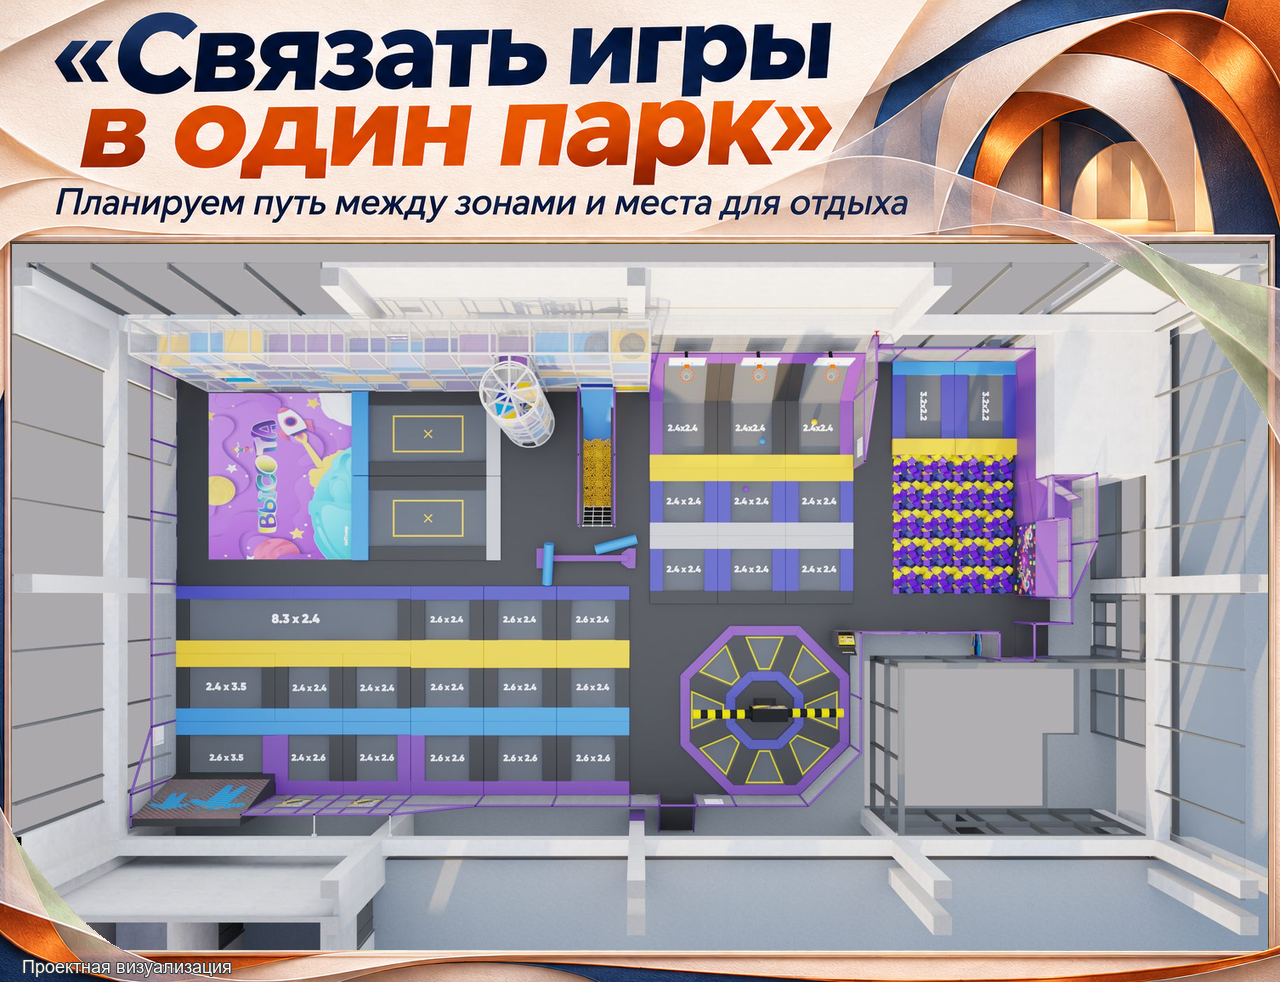 «Связать игры
в один парк»
Планируем путь между зонами и места для отдыха
ВЫСОТА
2.4x2.4 2.4x2.4 2.4x2.4
3.2x2.2 3.2x2.2
2.4 x 2.4 2.4 x 2.4 2.4 x 2.4
2.4 x 2.4 2.4 x 2.4 2.4 x 2.4
8.3 x 2.4 2.6 x 2.4 2.6 x 2.4 2.6 x 2.4
2.4 x 3.5 2.4 x 2.4 2.4 x 2.4 2.6 x 2.4 2.6 x 2.4 2.6 x 2.4
2.6 x 3.5 2.4 x 2.6 2.4 x 2.6 2.6 x 2.6 2.6 x 2.6 2.6 x 2.6
Проектная визуализация